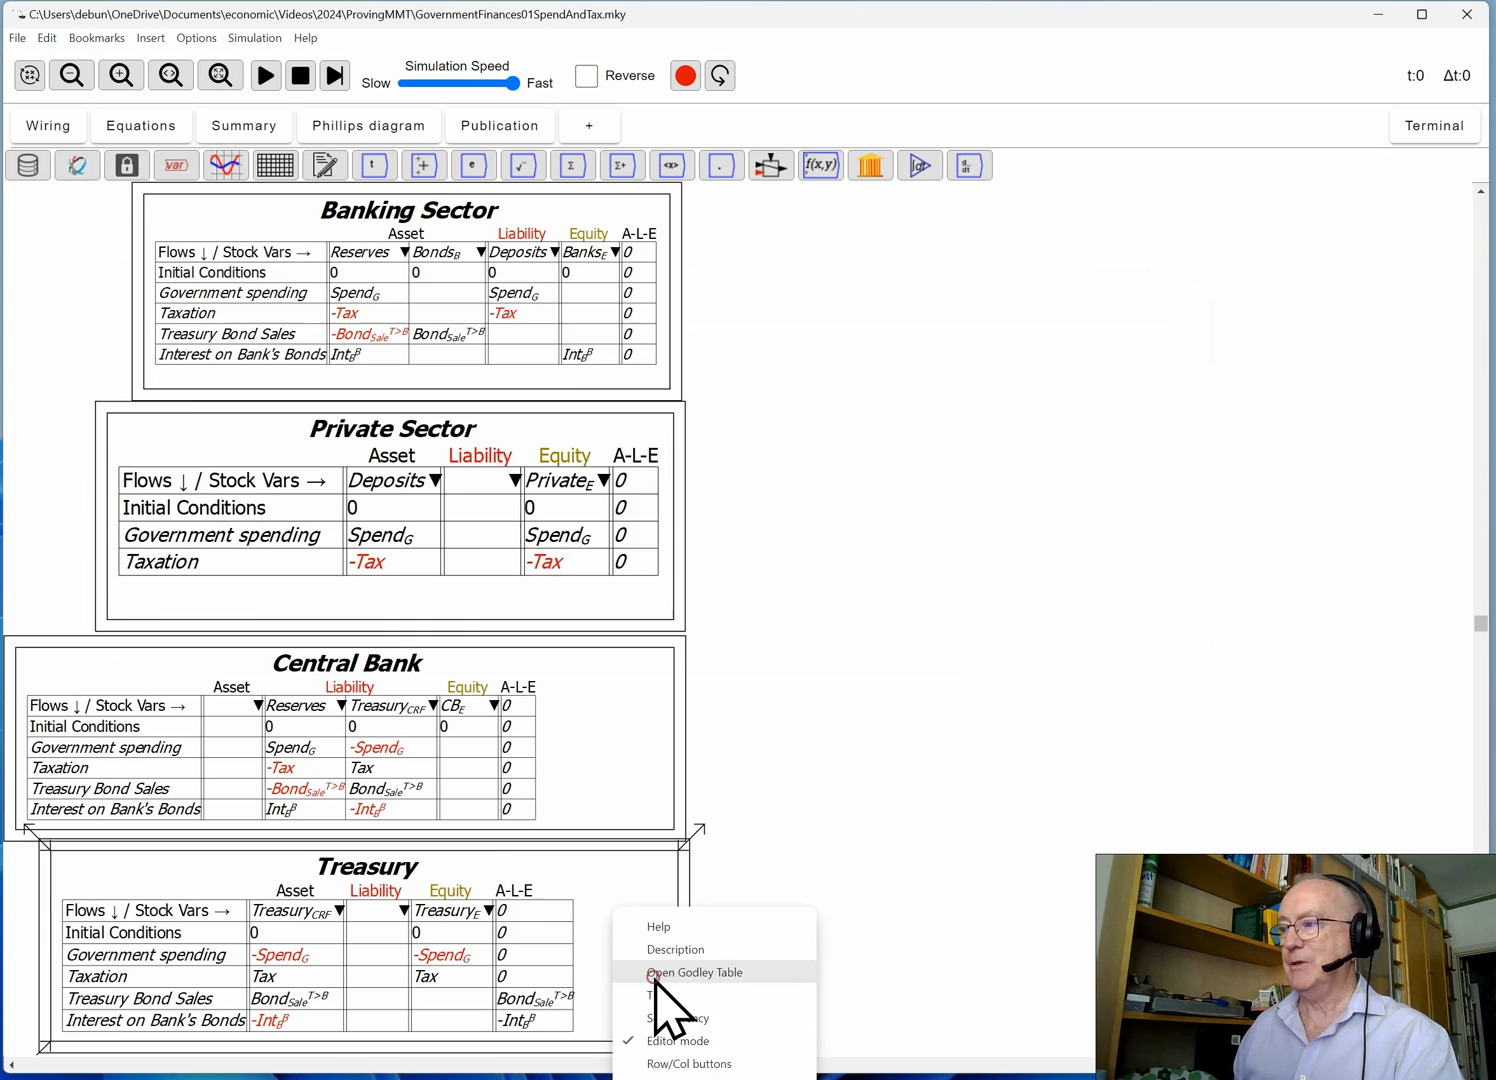 C:\Users\debun\OneDrive\Documents\economic\Videos\2024\ProvingMMT\GovernmentFinances01SpendAndTax.mky
File Edit Bookmarks Insert Options Simulation Help
Simulation Speed
Slow Fast Reverse t:0 Δt:0
Wiring Equations Summary Phillips diagram Publication + Terminal
var t e √ Σ Σ+ <x> . f(x,y) ∫dt d/dt
Banking Sector
Asset Liability Equity A-L-E
Flows ↓ / Stock Vars → Reserves ▼ Bonds_B ▼ Deposits ▼ Banks_E ▼ 0
Initial Conditions 0 0 0 0 0
Government spending Spend_G Spend_G 0
Taxation -Tax -Tax 0
Treasury Bond Sales -Bond_Sale^T>B Bond_Sale^T>B 0
Interest on Bank's Bonds Int_B^B Int_B^B 0
Private Sector
Asset Liability Equity A-L-E
Flows ↓ / Stock Vars → Deposits ▼ ▼ Private_E ▼ 0
Initial Conditions 0 0 0
Government spending Spend_G Spend_G 0
Taxation -Tax -Tax 0
Central Bank
Asset Liability Equity A-L-E
Flows ↓ / Stock Vars → ▼ Reserves ▼ Treasury_CRF ▼ CB_E ▼ 0
Initial Conditions 0 0 0 0
Government spending Spend_G -Spend_G 0
Taxation -Tax Tax 0
Treasury Bond Sales -Bond_Sale^T>B Bond_Sale^T>B 0
Interest on Bank's Bonds Int_B^B -Int_B^B 0
Treasury
Asset Liability Equity A-L-E
Flows ↓ / Stock Vars → Treasury_CRF ▼ ▼ Treasury_E ▼ 0
Initial Conditions 0 0 0
Government spending -Spend_G -Spend_G 0
Taxation Tax Tax 0
Treasury Bond Sales Bond_Sale^T>B Bond_Sale^T>B
Interest on Bank's Bonds -Int_B^B -Int_B^B
Help
Description
Open Godley Table
Editor mode
Row/Col buttons